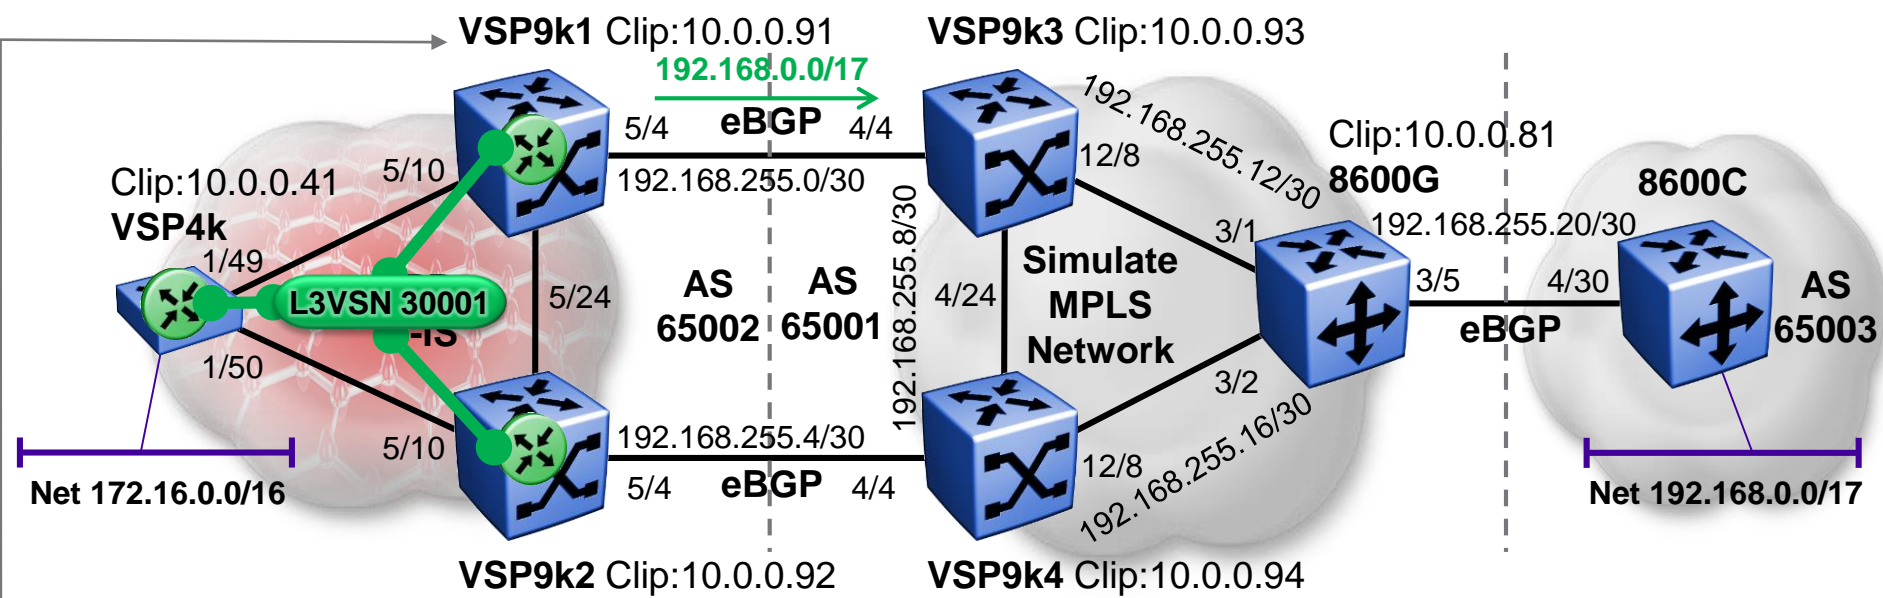 VSP9k1 Clip:10.0.0.91
VSP9k3 Clip:10.0.0.93
192.168.0.0/17
eBGP
5/4
4/4
192.168.255.0/30
5/10
Clip:10.0.0.41
VSP4k
1/49
L3VSN 30001
-IS
1/50
5/10
5/24
Net 172.16.0.0/16
AS
65002
AS
65001
192.168.255.8/30
4/24
12/8
192.168.255.12/30
Simulate
MPLS
Network
Clip:10.0.0.81
8600G
3/1
3/2
192.168.255.20/30
3/5
4/30
eBGP
8600C
AS
65003
Net 192.168.0.0/17
192.168.255.4/30
eBGP
5/4
4/4
12/8
192.168.255.16/30
VSP9k2 Clip:10.0.0.92
VSP9k4 Clip:10.0.0.94